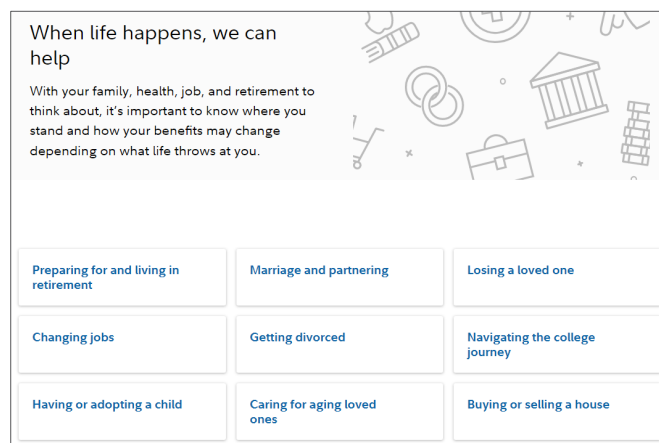 When life happens, we can
help
With your family, health, job, and retirement to
think about, it's important to know where you
stand and how your benefits may change
depending on what life throws at you.
Preparing for and living in
retirement
Marriage and partnering
Losing a loved one
Changing jobs
Getting divorced
Navigating the college
journey
Having or adopting a child
Caring for aging loved
ones
Buying or selling a house